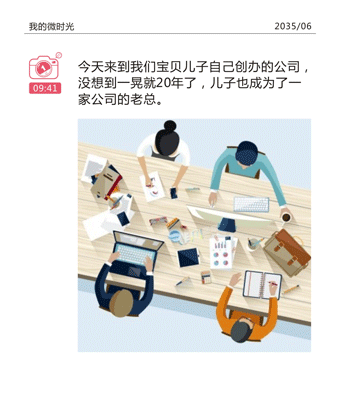 我的微时光
2035/06
今天来到我们宝贝儿子自己创办的公司，
没想到一晃就20年了，儿子也成为了一
家公司的老总。
09:41